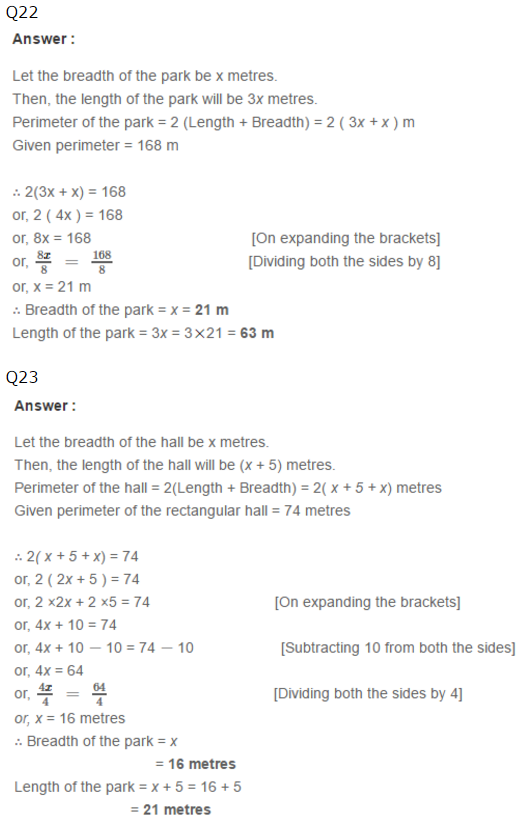 Q22
Answer :
Let the breadth of the park be x metres.
Then, the length of the park will be 3x metres.
Perimeter of the park = 2 (Length + Breadth) = 2 ( 3x + x ) m
Given perimeter = 168 m
∴ 2(3x + x) = 168
or, 2 ( 4x ) = 168
or, 8x = 168 [On expanding the brackets]
or, 8x/8 = 168/8 [Dividing both the sides by 8]
or, x = 21 m
∴ Breadth of the park = x = 21 m
Length of the park = 3x = 3×21 = 63 m
Q23
Answer :
Let the breadth of the hall be x metres.
Then, the length of the hall will be (x + 5) metres.
Perimeter of the hall = 2(Length + Breadth) = 2( x + 5 + x) metres
Given perimeter of the rectangular hall = 74 metres
∴ 2( x + 5 + x) = 74
or, 2 ( 2x + 5 ) = 74
or, 2 ×2x + 2 ×5 = 74 [On expanding the brackets]
or, 4x + 10 = 74
or, 4x + 10 − 10 = 74 − 10 [Subtracting 10 from both the sides]
or, 4x = 64
or, 4x/4 = 64/4 [Dividing both the sides by 4]
or, x = 16 metres
∴ Breadth of the park = x
= 16 metres
Length of the park = x + 5 = 16 + 5
= 21 metres